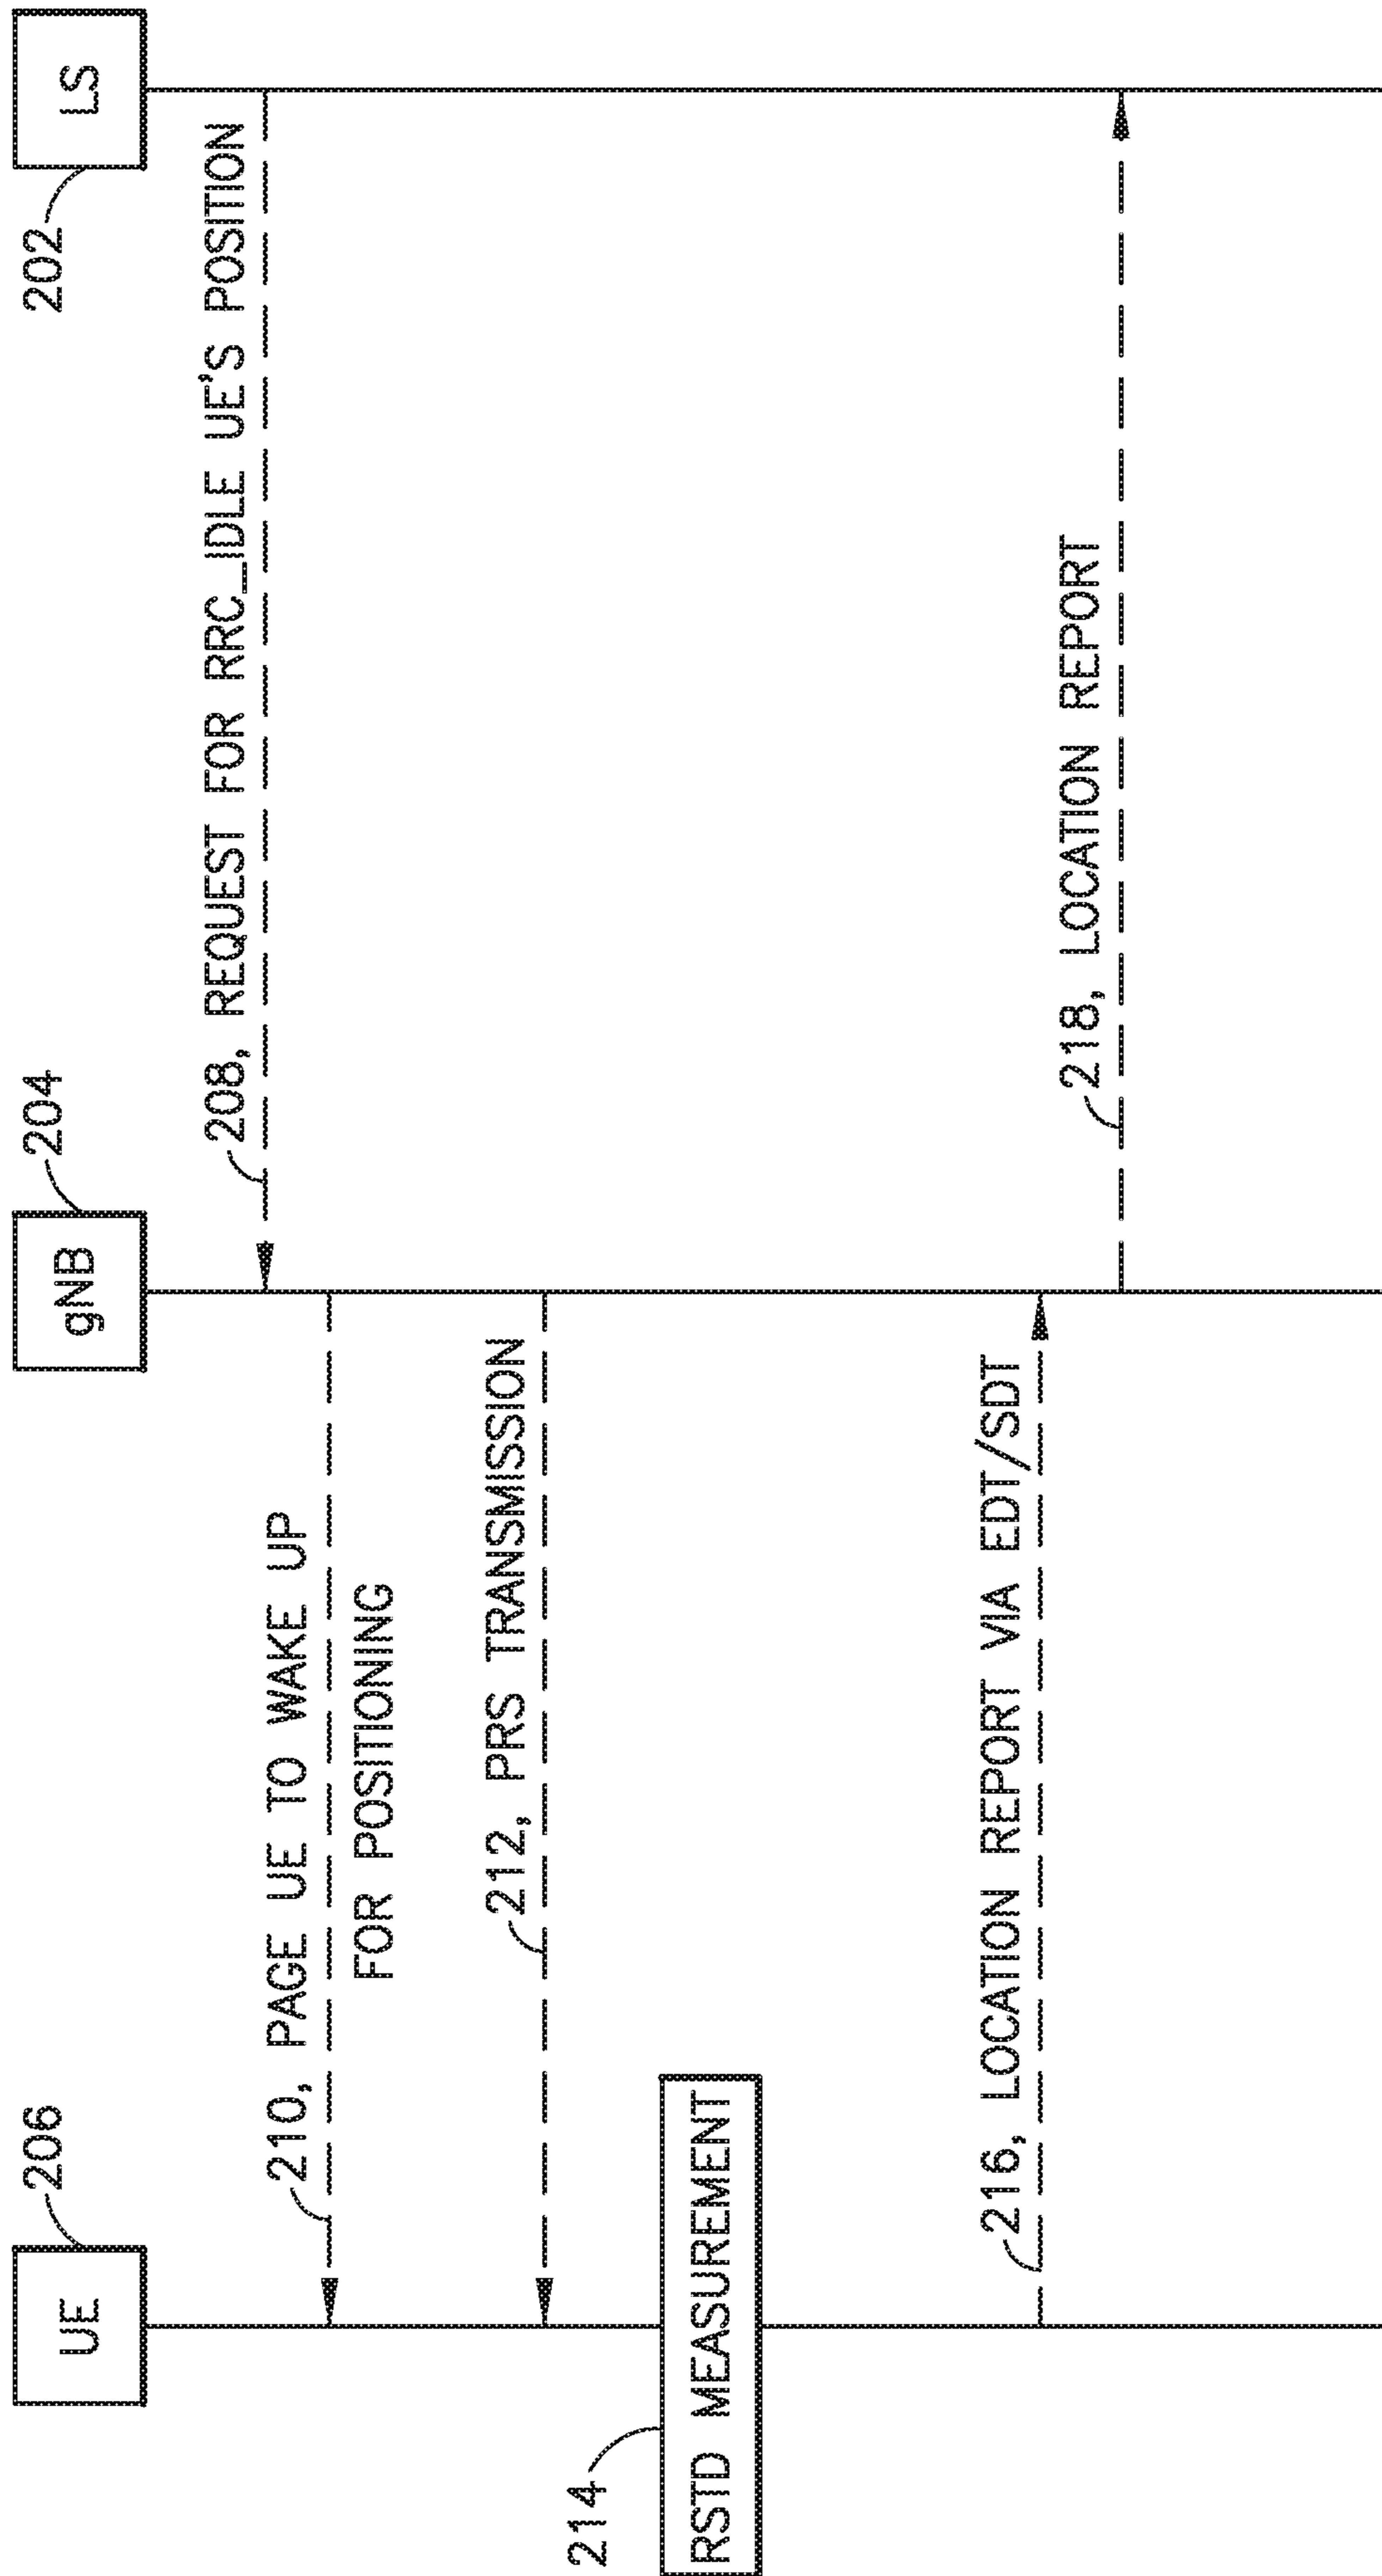 UE
206
gNB
204
LS
202
208, REQUEST FOR RRC_IDLE UE'S POSITION
210, PAGE UE TO WAKE UP
FOR POSITIONING
212, PRS TRANSMISSION
214
RSTD MEASUREMENT
216, LOCATION REPORT VIA EDT/SDT
218, LOCATION REPORT